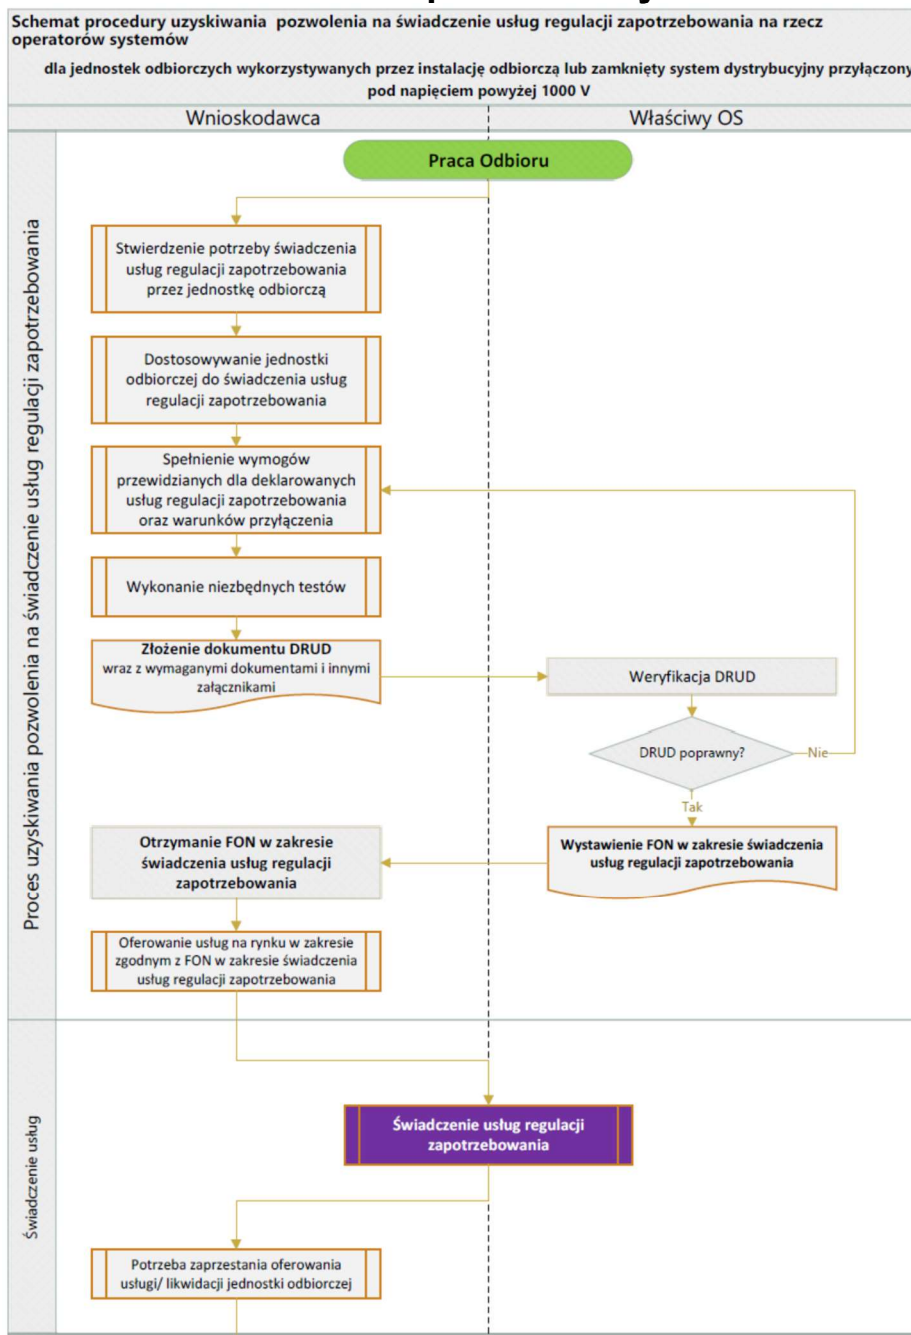 Schemat procedury uzyskiwania pozwolenia na świadczenie usług regulacji zapotrzebowania na rzecz
operatorów systemów
dla jednostek odbiorczych wykorzystywanych przez instalację odbiorczą lub zamknięty system dystrybucyjny przyłączony
pod napięciem powyżej 1000 V
Wnioskodawca
Właściwy OS
Proces uzyskiwania pozwolenia na świadczenie usług regulacji zapotrzebowania
Praca Odbioru
Stwierdzenie potrzeby świadczenia
usług regulacji zapotrzebowania
przez jednostkę odbiorczą
Dostosowywanie jednostki
odbiorczej do świadczenia usług
regulacji zapotrzebowania
Spełnienie wymogów
przewidzianych dla deklarowanych
usług regulacji zapotrzebowania
oraz warunków przyłączenia
Wykonanie niezbędnych testów
Złożenie dokumentu DRUD
wraz z wymaganymi dokumentami i innymi
załącznikami
Weryfikacja DRUD
DRUD poprawny?
Nie
Tak
Wystawienie FON w zakresie świadczenia
usług regulacji zapotrzebowania
Otrzymanie FON w zakresie
świadczenia usług regulacji
zapotrzebowania
Oferowanie usług na rynku w zakresie
zgodnym z FON w zakresie świadczenia
usług regulacji zapotrzebowania
Świadczenie usług
Świadczenie usług regulacji
zapotrzebowania
Potrzeba zaprzestania oferowania
usługi/ likwidacji jednostki odbiorczej